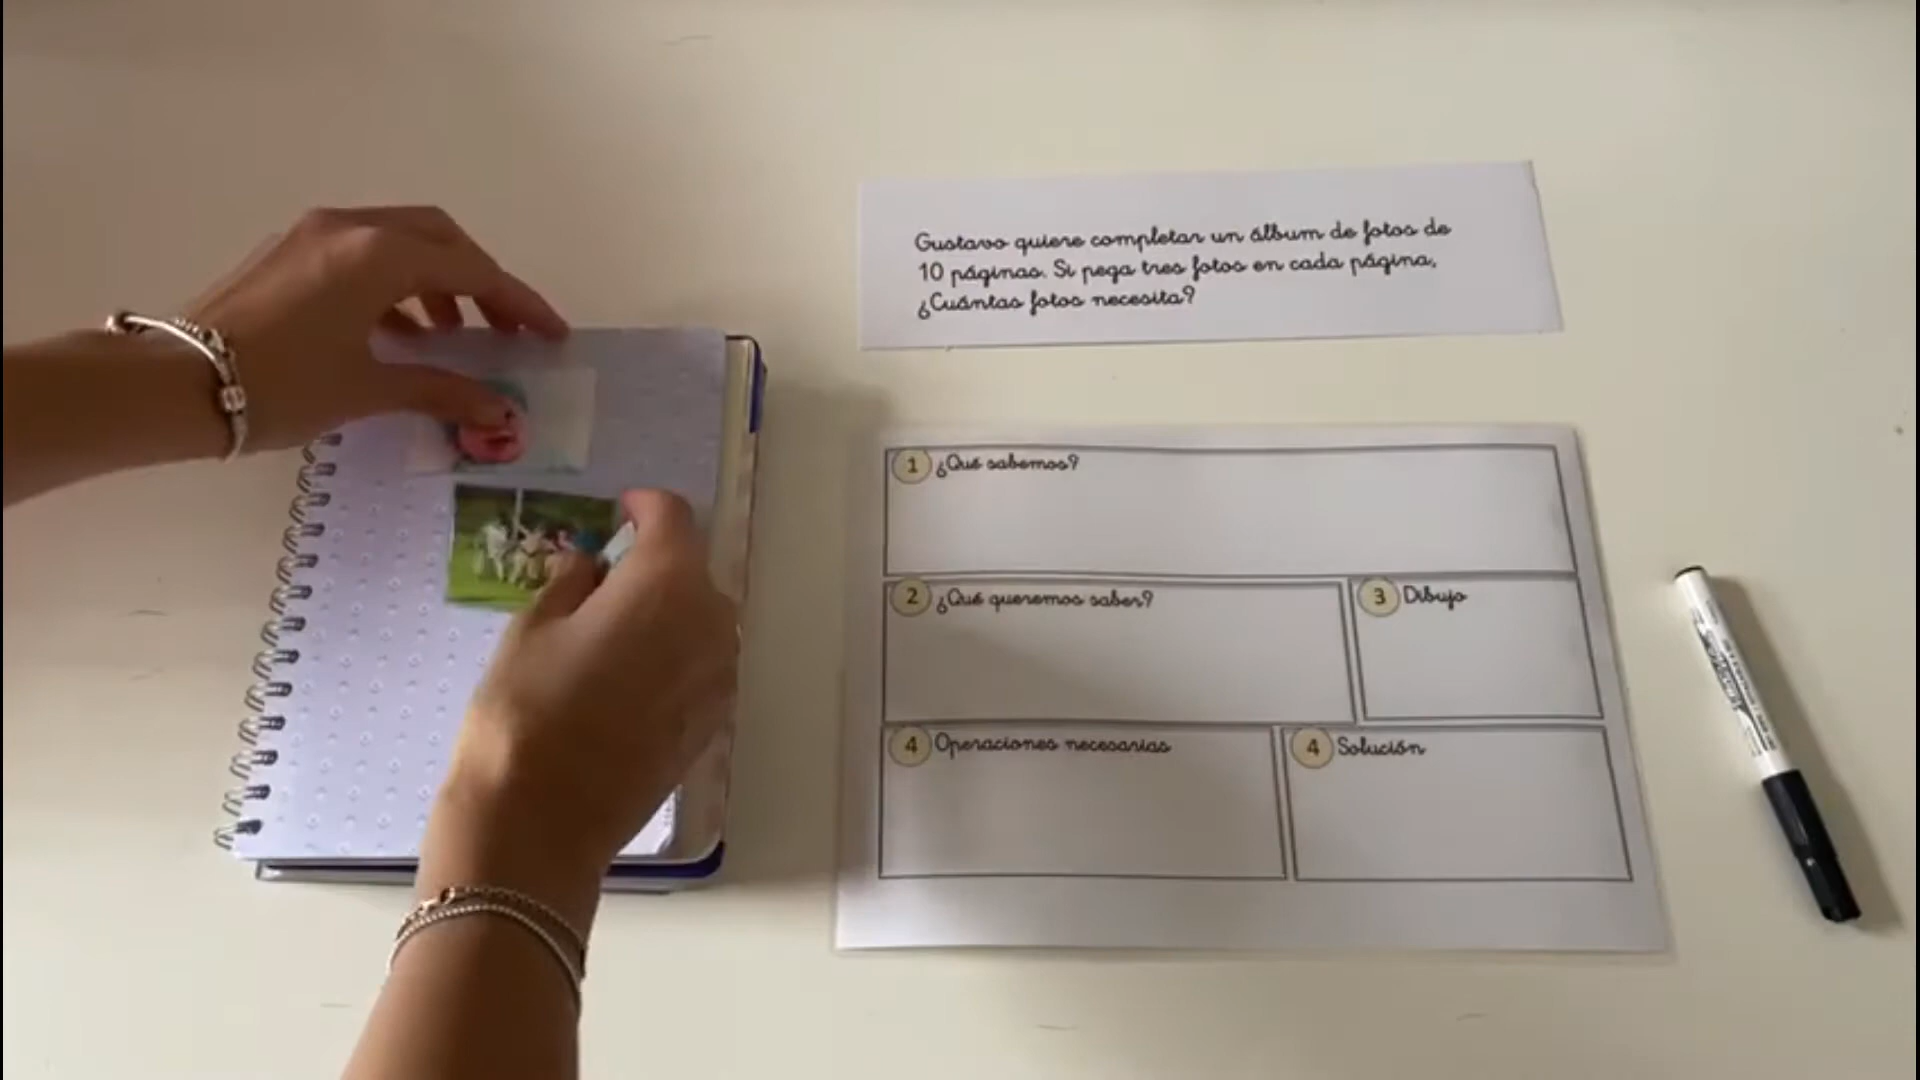 Gustavo quiere completar un álbum de fotos de
10 páginas. Si pega tres fotos en cada página,
¿Cuántas fotos necesita?
1 ¿Qué sabemos?
2 ¿Qué queremos saber?
3 Dibujo
4 Operaciones necesarias
4 Solución